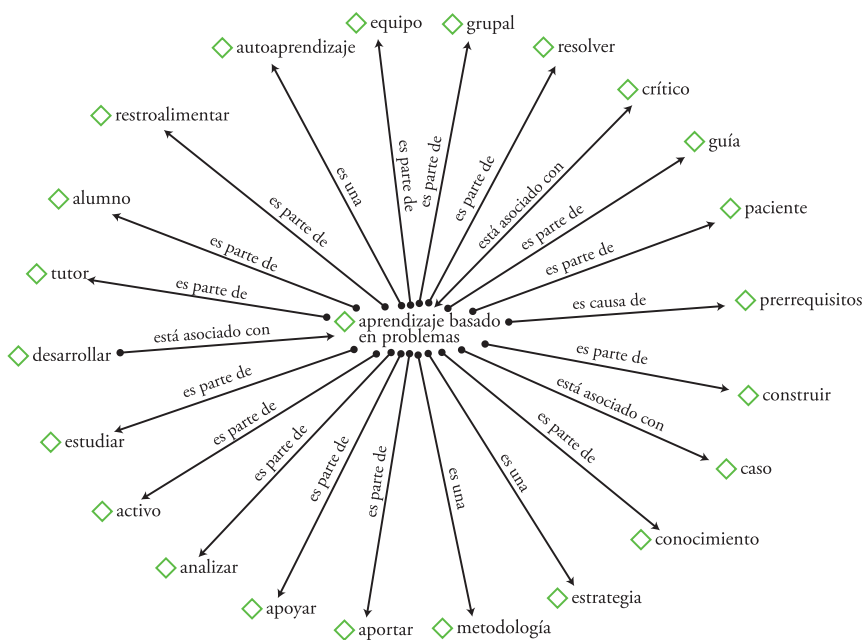 equipo
grupal
autoaprendizaje
resolver
crítico
restroalimentar
guía
alumno
paciente
tutor
prerrequisitos
desarrollar
construir
estudiar
caso
activo
conocimiento
analizar
estrategia
apoyar
aportar
metodología
aprendizaje basado
en problemas
es una
es parte de
es parte de
es parte de
está asociado con
es parte de
es parte de
es causa de
es parte de
está asociado con
es parte de
es una
es una
es parte de
es parte de
es parte de
es parte de
es parte de
está asociado con
es parte de
es parte de
es parte de